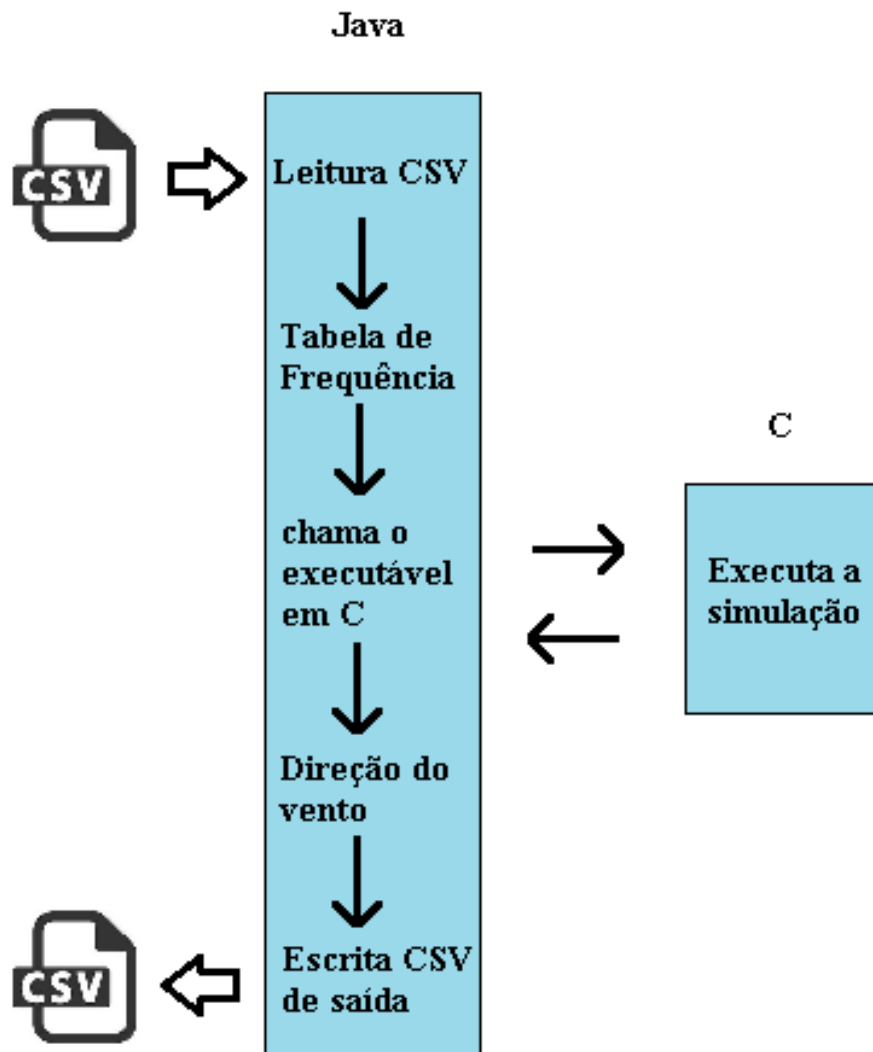 Java
CSV
Leitura CSV
Tabela de
Frequência
chama o
executável
em C
C
Executa a
simulação
Direção do
vento
CSV
Escrita CSV
de saída